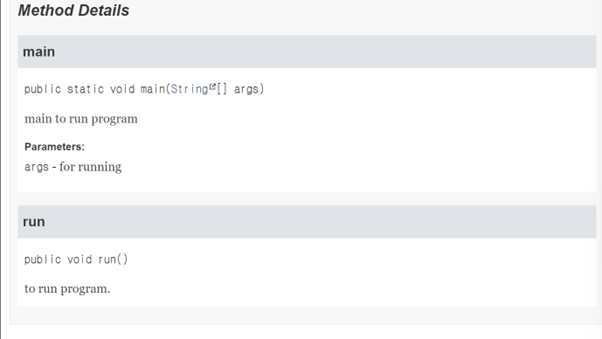 Method Details
main
public static void main(String[] args)
main to run program
Parameters:
args - for running
run
public void run()
to run program.